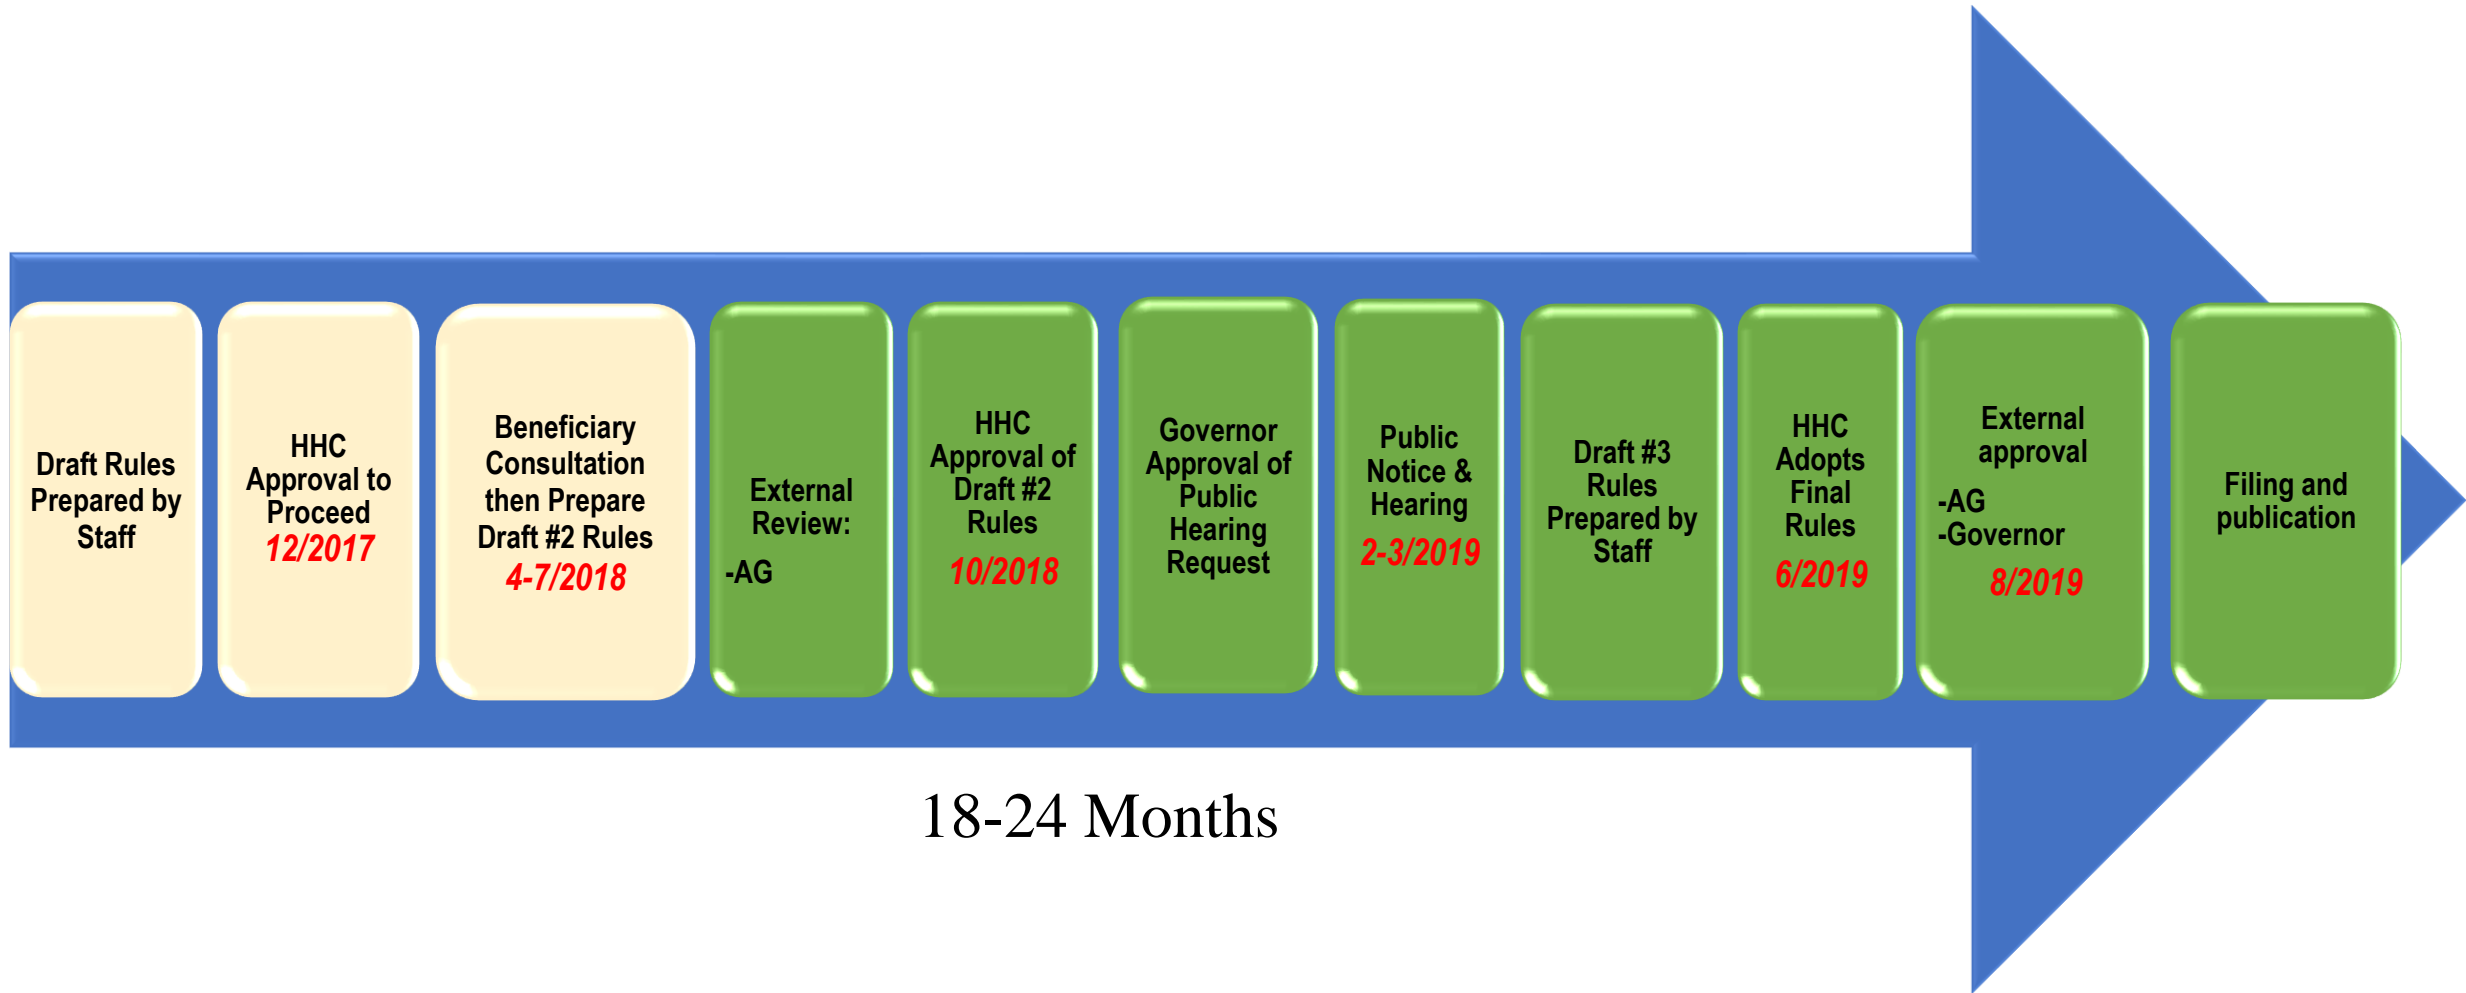 Draft Rules
Prepared by
Staff
HHC
Approval to
Proceed
12/2017
Beneficiary
Consultation
then Prepare
Draft #2 Rules
4-7/2018
External
Review:
-AG
HHC
Approval of
Draft #2
Rules
10/2018
Governor
Approval of
Public
Hearing
Request
Public
Notice &
Hearing
2-3/2019
Draft #3
Rules
Prepared by
Staff
HHC
Adopts
Final
Rules
6/2019
External
approval
-AG
-Governor
8/2019
Filing and
publication
18-24 Months